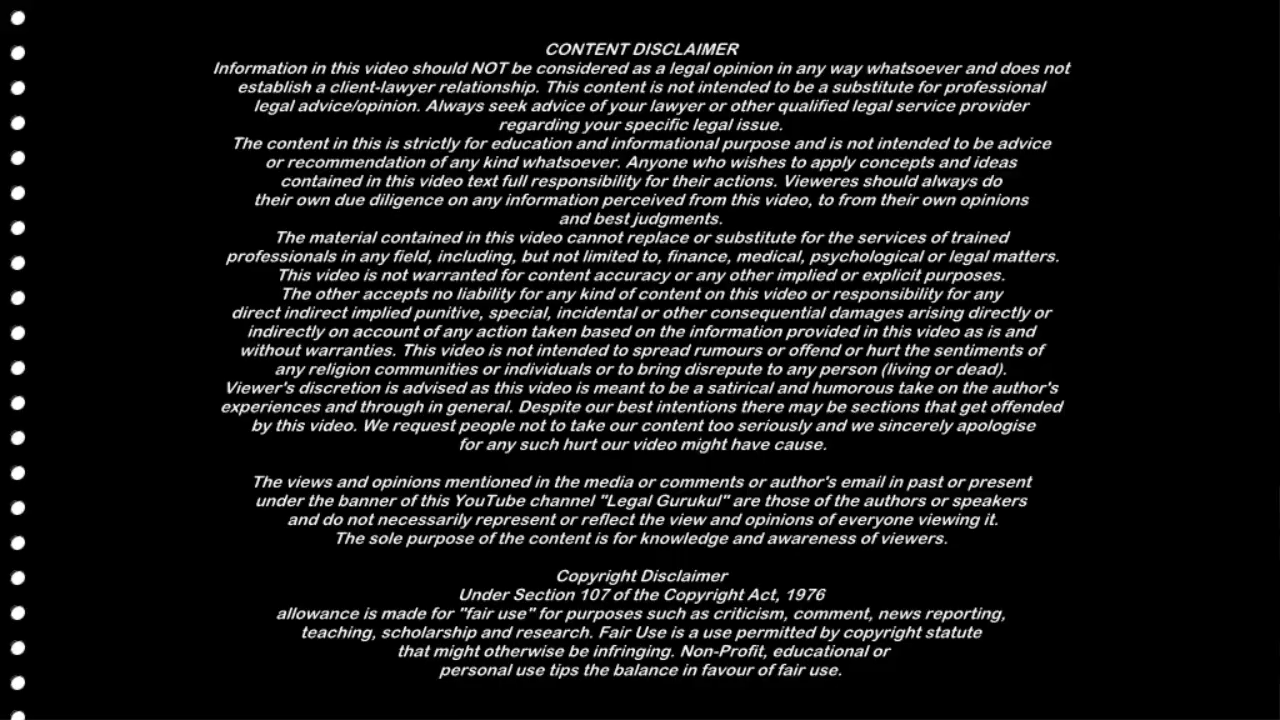 CONTENT DISCLAIMER
Information in this video should NOT be considered as a legal opinion in any way whatsoever and does not
establish a client-lawyer relationship. This content is not intended to be a substitute for professional
legal advice/opinion. Always seek advice of your lawyer or other qualified legal service provider
regarding your specific legal issue.
The content in this is strictly for education and informational purpose and is not intended to be advice
or recommendation of any kind whatsoever. Anyone who wishes to apply concepts and ideas
contained in this video text full responsibility for their actions. Vieweres should always do
their own due diligence on any information perceived from this video, to from their own opinions
and best judgments.
The material contained in this video cannot replace or substitute for the services of trained
professionals in any field, including, but not limited to, finance, medical, psychological or legal matters.
This video is not warranted for content accuracy or any other implied or explicit purposes.
The other accepts no liability for any kind of content on this video or responsibility for any
direct indirect implied punitive, special, incidental or other consequential damages arising directly or
indirectly on account of any action taken based on the information provided in this video as is and
without warranties. This video is not intended to spread rumours or offend or hurt the sentiments of
any religion communities or individuals or to bring disrepute to any person (living or dead).
Viewer's discretion is advised as this video is meant to be a satirical and humorous take on the author's
experiences and through in general. Despite our best intentions there may be sections that get offended
by this video. We request people not to take our content too seriously and we sincerely apologise
for any such hurt our video might have cause.
The views and opinions mentioned in the media or comments or author's email in past or present
under the banner of this YouTube channel "Legal Gurukul" are those of the authors or speakers
and do not necessarily represent or reflect the view and opinions of everyone viewing it.
The sole purpose of the content is for knowledge and awareness of viewers.
Copyright Disclaimer
Under Section 107 of the Copyright Act, 1976
allowance is made for "fair use" for purposes such as criticism, comment, news reporting,
teaching, scholarship and research. Fair Use is a use permitted by copyright statute
that might otherwise be infringing. Non-Profit, educational or
personal use tips the balance in favour of fair use.